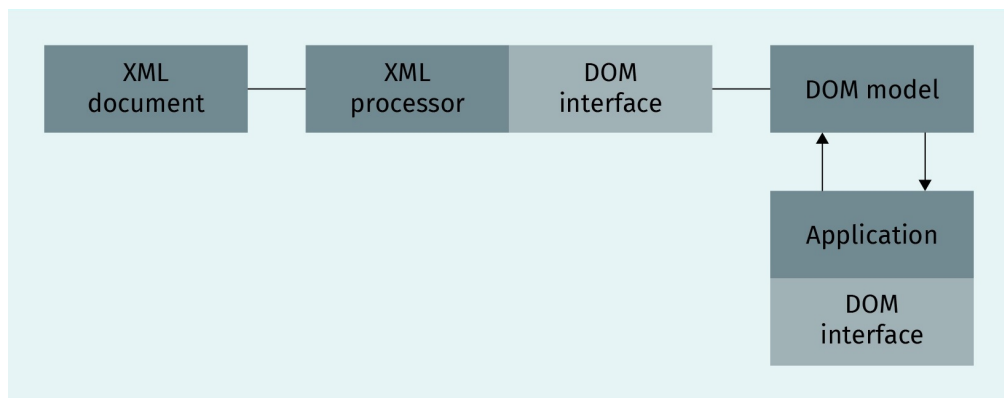 XML
document
XML
processor
DOM
interface
DOM model
Application
DOM
interface